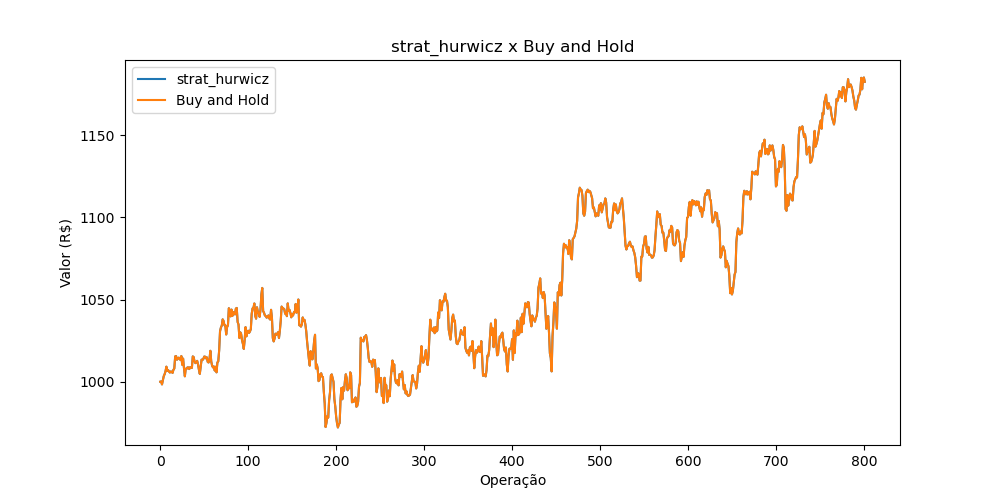 strat_hurwicz x Buy and Hold
strat_hurwicz
Buy and Hold
Valor (R$)
1150
1100
1050
1000
0 100 200 300 400 500 600 700 800
Operação